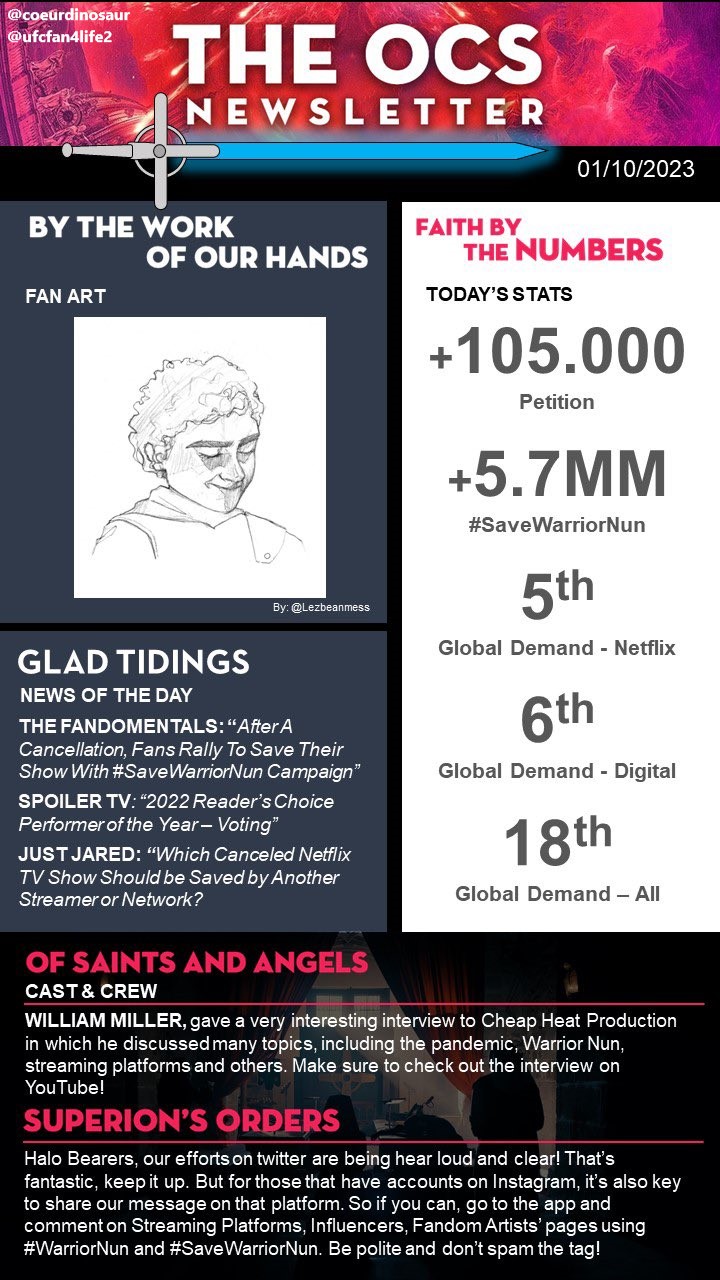 @coeurdinosaur
@ufcfan4life2
THE OCS
NEWSLETTER
01/10/2023
BY THE WORK
OF OUR HANDS
FAN ART
By: @Lezbeanmess
GLAD TIDINGS
NEWS OF THE DAY
THE FANDOMENTALS: “After A
Cancellation, Fans Rally To Save Their
Show With #SaveWarriorNun Campaign”
SPOILER TV: “2022 Reader’s Choice
Performer of the Year – Voting”
JUST JARED: “Which Canceled Netflix
TV Show Should be Saved by Another
Streamer or Network?
FAITH BY
THE NUMBERS
TODAY’S STATS
+105.000
Petition
+5.7MM
#SaveWarriorNun
5th
Global Demand - Netflix
6th
Global Demand - Digital
18th
Global Demand – All
OF SAINTS AND ANGELS
CAST & CREW
WILLIAM MILLER, gave a very interesting interview to Cheap Heat Production
in which he discussed many topics, including the pandemic, Warrior Nun,
streaming platforms and others. Make sure to check out the interview on
YouTube!
SUPERION’S ORDERS
Halo Bearers, our efforts on twitter are being hear loud and clear! That’s
fantastic, keep it up. But for those that have accounts on Instagram, it’s also key
to share our message on that platform. So if you can, go to the app and
comment on Streaming Platforms, Influencers, Fandom Artists’ pages using
#WarriorNun and #SaveWarriorNun. Be polite and don’t spam the tag!